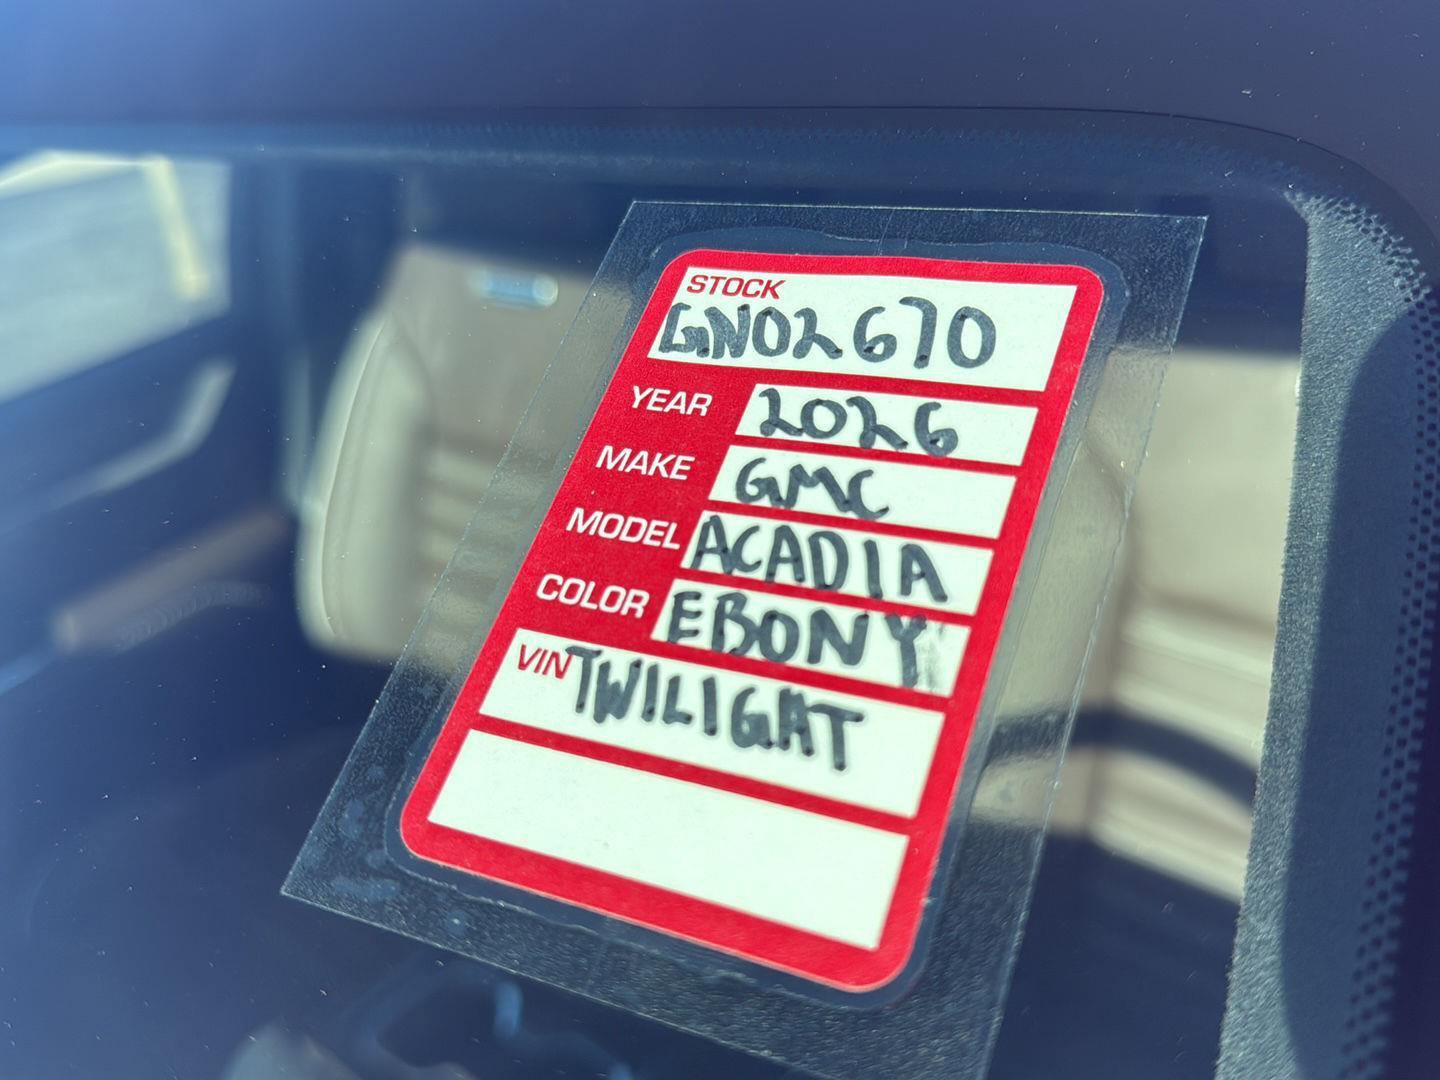 STOCK
GN02670
YEAR 2026
MAKE GMC
MODEL ACADIA
COLOR EBONY
VIN TWILIGHT